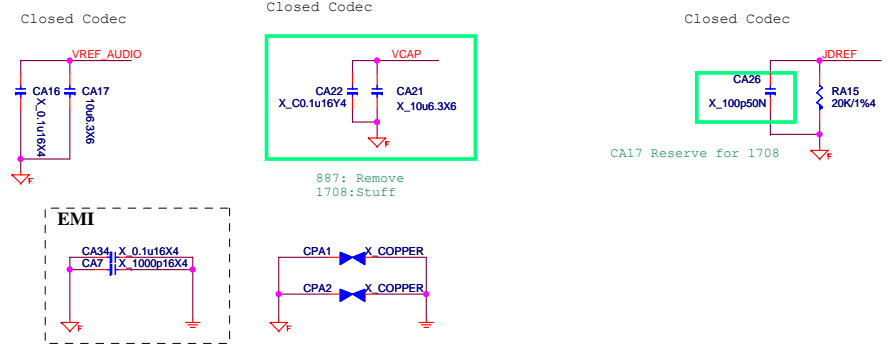 Closed Codec
VREF_AUDIO
CA16
X_0.1u16X4
CA17
10u6.3X6
F
Closed Codec
VCAP
CA22
X_C0.1u16Y4
CA21
X_10u6.3X6
F
887: Remove
1708:Stuff
Closed Codec
JDREF
CA26
X_100p50N
RA15
20K/1%4
F
CA17 Reserve for 1708
EMI
CA34 X_0.1u16X4
CA7 X_1000p16X4
F
CPA1 X_COPPER
CPA2 X_COPPER
F